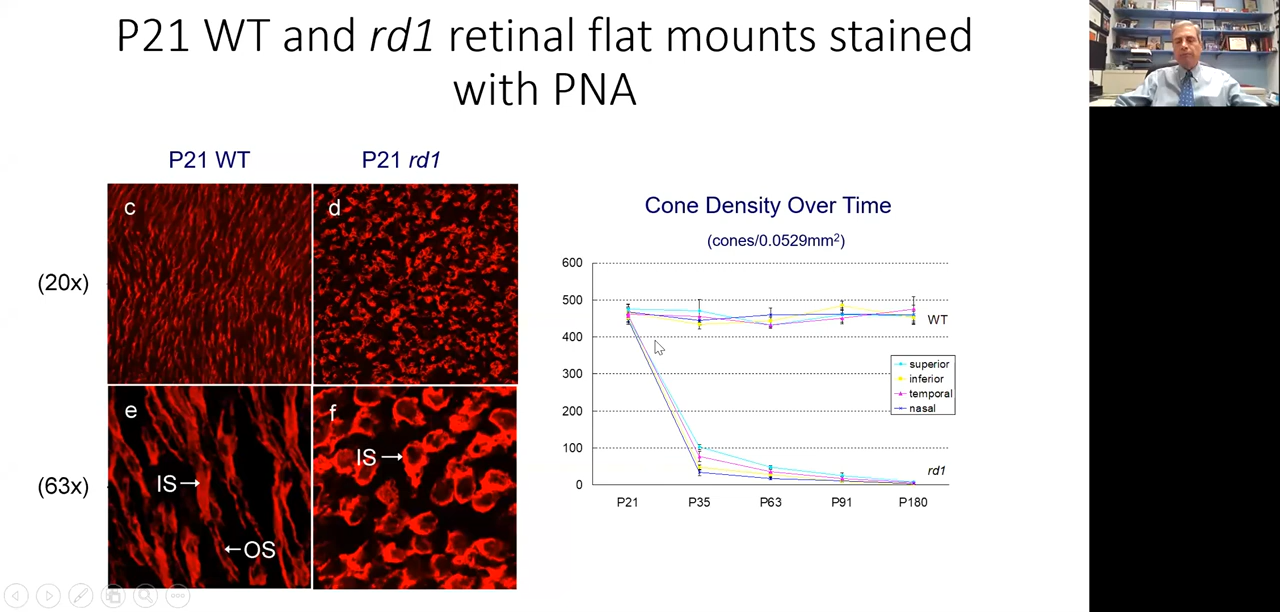 P21 WT and rd1 retinal flat mounts stained
with PNA
P21 WT
P21 rd1
c
d
(20x)
e
f
IS
IS
OS
(63x)
Cone Density Over Time
(cones/0.0529mm²)
600
500
400
300
200
100
0
WT
superior
inferior
temporal
nasal
rd1
P21 P35 P63 P91 P180